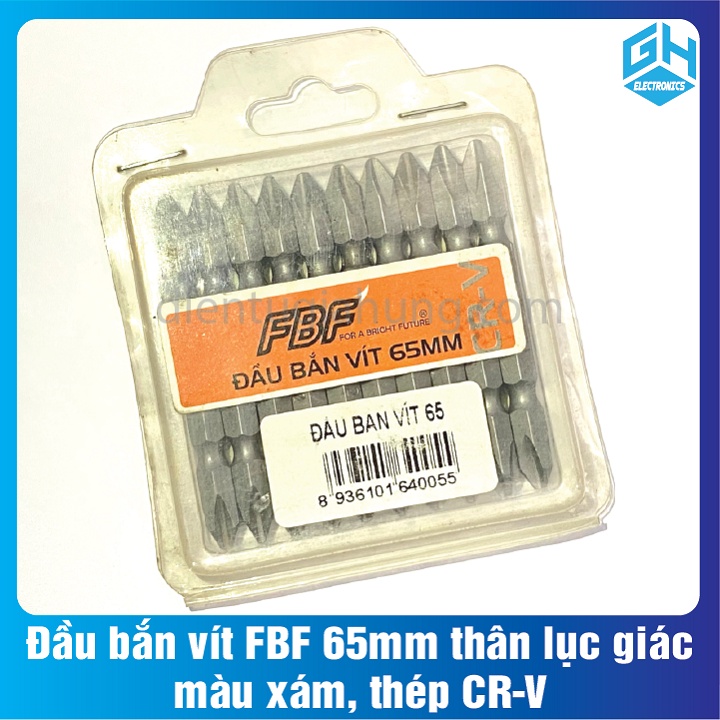 GH
ELECTRONICS
CR-V
FBF
®
FOR A BRIGHT FUTURE
ĐẦU BẮN VÍT 65MM
ĐẦU BAN VÍT 65
8 936101 640055
Đầu bắn vít FBF 65mm thân lục giác
màu xám, thép CR-V